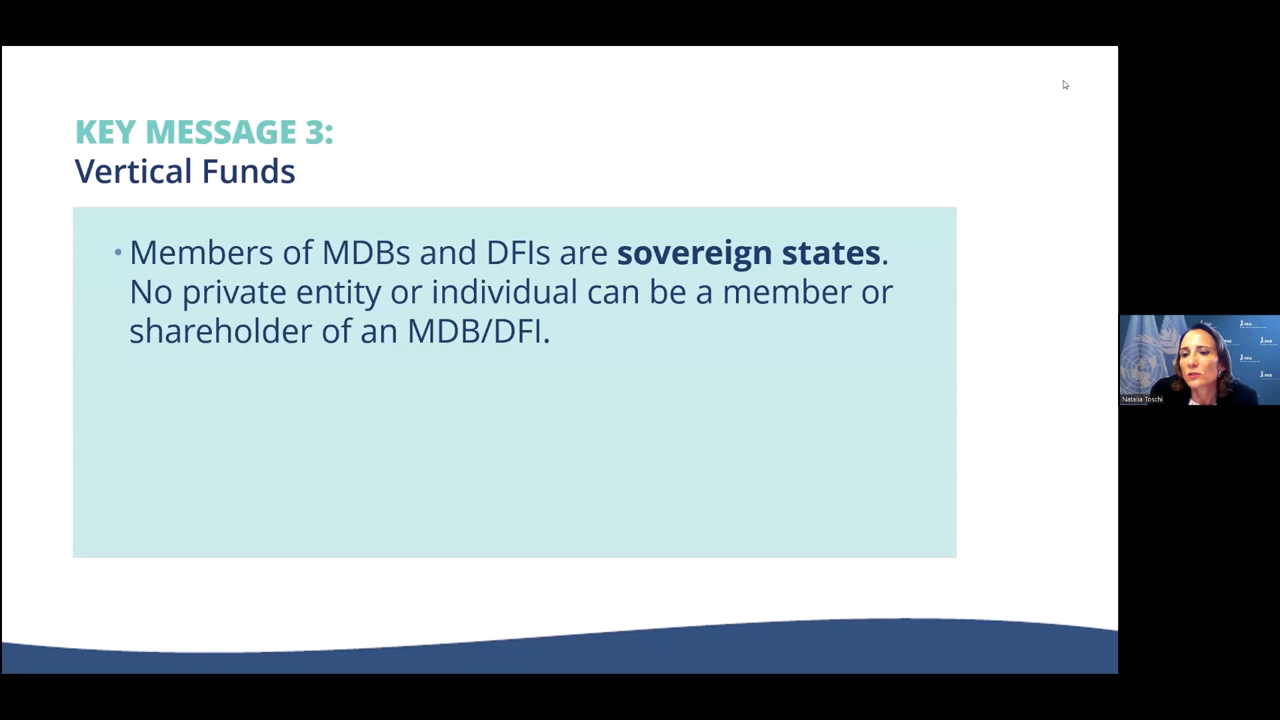 KEY MESSAGE 3:
Vertical Funds
• Members of MDBs and DFIs are sovereign states.
No private entity or individual can be a member or
shareholder of an MDB/DFI.
Natalia Toschi